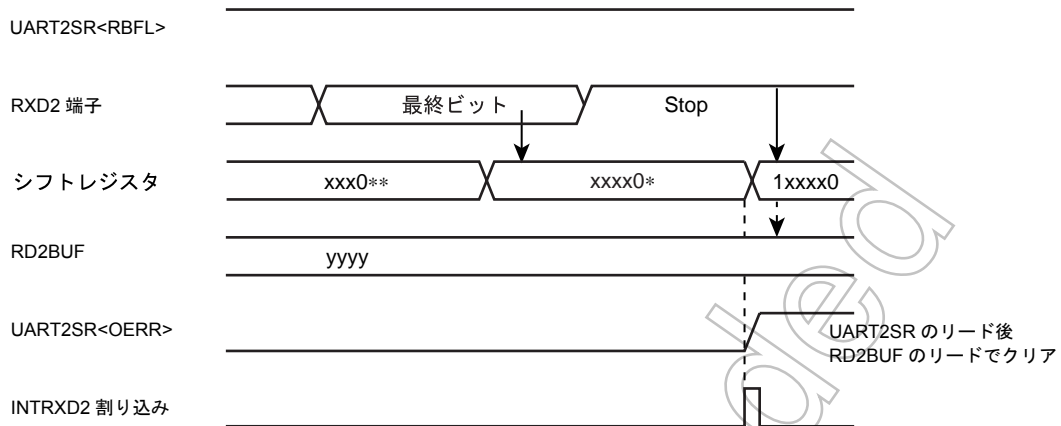 UART2SR<RBFL>
RXD2 端子
最終ビット
Stop
シフトレジスタ
xxx0**
xxxx0*
1xxxx0
RD2BUF
yyyy
UART2SR<OERR>
UART2SR のリード後
RD2BUF のリードでクリア
INTRXD2 割り込み
ded